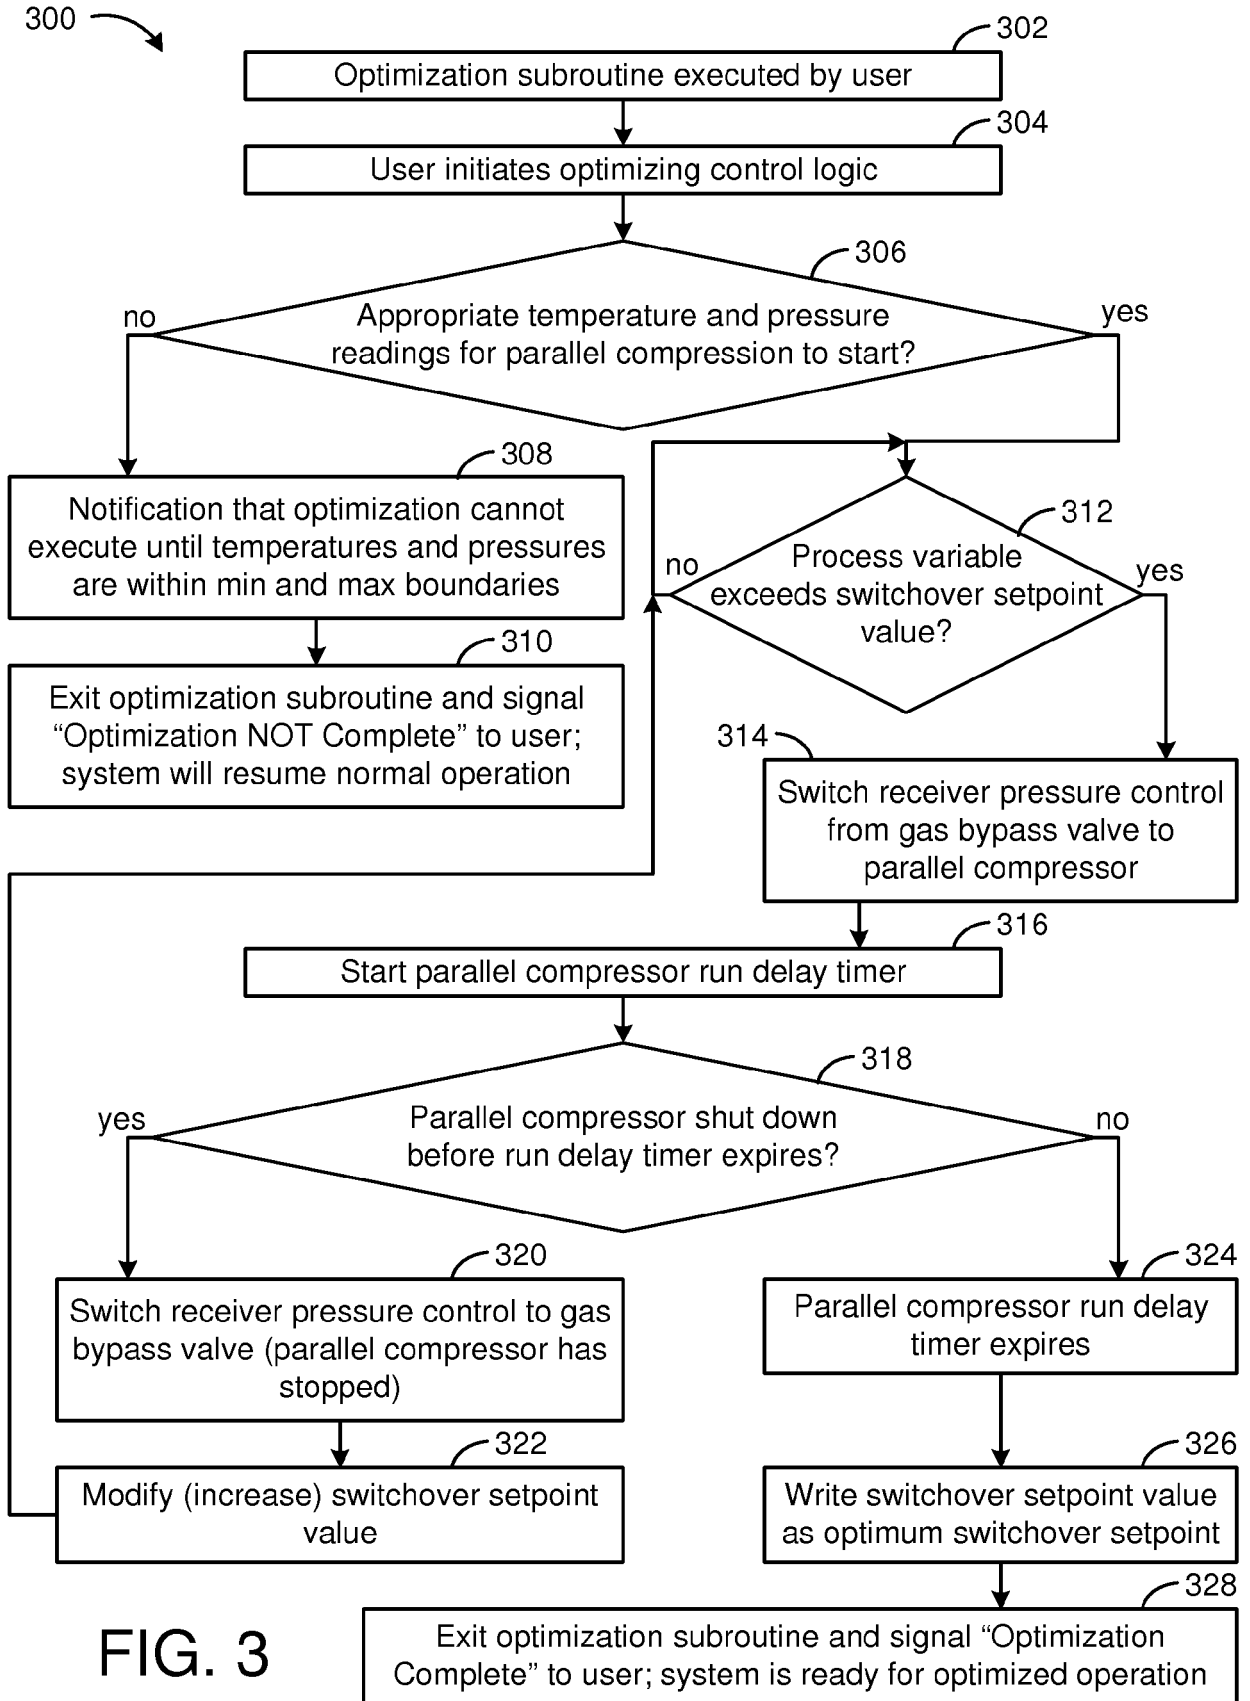 300
302
Optimization subroutine executed by user
304
User initiates optimizing control logic
306
Appropriate temperature and pressure
readings for parallel compression to start?
no
yes
308
Notification that optimization cannot
execute until temperatures and pressures
are within min and max boundaries
310
Exit optimization subroutine and signal
“Optimization NOT Complete” to user;
system will resume normal operation
312
Process variable
exceeds switchover setpoint
value?
no
yes
314
Switch receiver pressure control
from gas bypass valve to
parallel compressor
316
Start parallel compressor run delay timer
318
Parallel compressor shut down
before run delay timer expires?
yes
no
320
Switch receiver pressure control to gas
bypass valve (parallel compressor has
stopped)
322
Modify (increase) switchover setpoint
value
324
Parallel compressor run delay
timer expires
326
Write switchover setpoint value
as optimum switchover setpoint
328
Exit optimization subroutine and signal “Optimization
Complete” to user; system is ready for optimized operation
FIG. 3